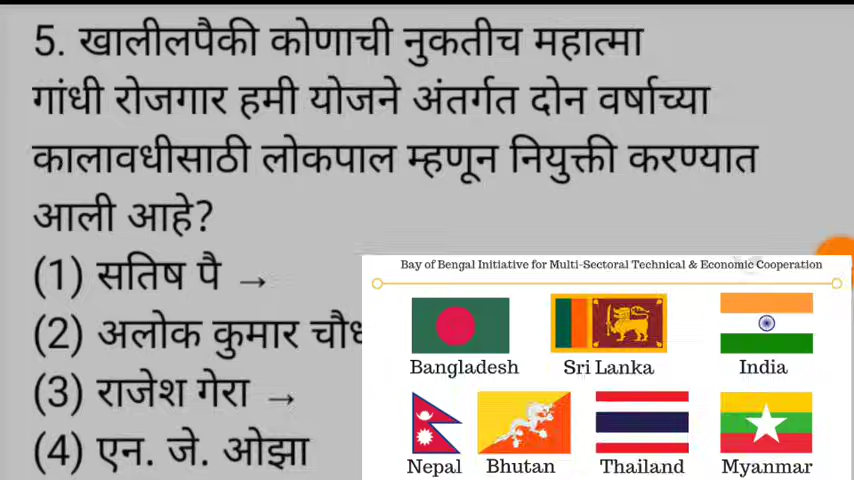 5. खालीलपैकी कोणाची नुकतीच महात्मा
गांधी रोजगार हमी योजने अंतर्गत दोन वर्षाच्या
कालावधीसाठी लोकपाल म्हणून नियुक्ती करण्यात
आली आहे?
(1) सतिष पै →
(2) अलोक कुमार
(3) राजेश गेरा →
(4) एन. जे. ओझा
Bay of Bengal Initiative for Multi-Sectoral Technical & Economic Cooperation
Bangladesh Sri Lanka India
Nepal Bhutan Thailand Myanmar